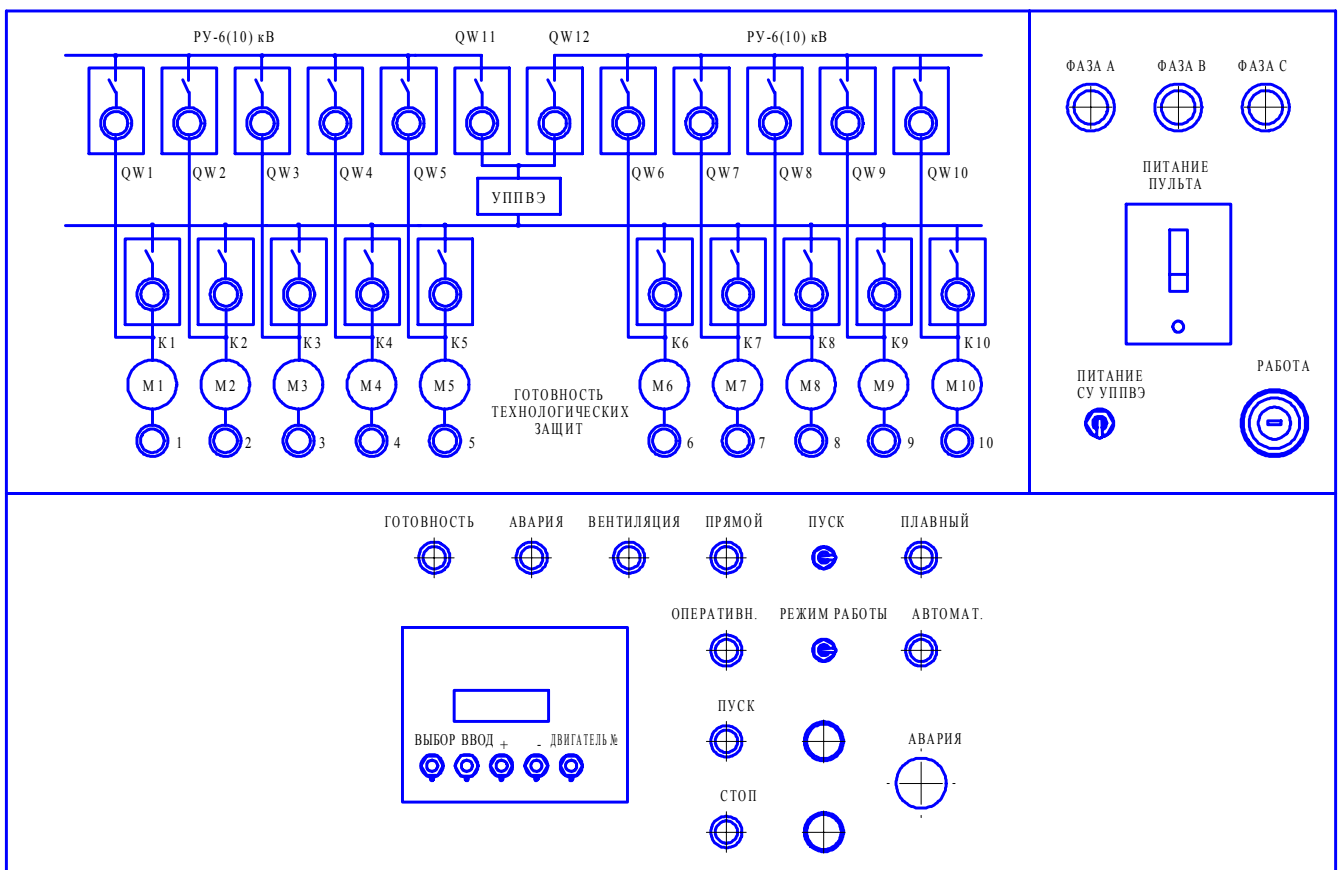 РУ-6(10) кВ QW11 QW12 РУ-6(10) кВ
QW1 QW2 QW3 QW4 QW5 QW6 QW7 QW8 QW9 QW10
УППВЭ
К1 К2 К3 К4 К5 К6 К7 К8 К9 К10
М1 М2 М3 М4 М5 М6 М7 М8 М9 М10
ГОТОВНОСТЬ
ТЕХНОЛОГИЧЕСКИХ
ЗАЩИТ
1 2 3 4 5 6 7 8 9 10
ФАЗА А ФАЗА В ФАЗА С
ПИТАНИЕ
ПУЛЬТА
ПИТАНИЕ
СУ УППВЭ
РАБОТА
ГОТОВНОСТЬ АВАРИЯ ВЕНТИЛЯЦИЯ ПРЯМОЙ ПУСК ПЛАВНЫЙ
ОПЕРАТИВН. РЕЖИМ РАБОТЫ АВТОМАТ.
ВЫБОР ВВОД + - ДВИГАТЕЛЬ №
ПУСК
АВАРИЯ
СТОП